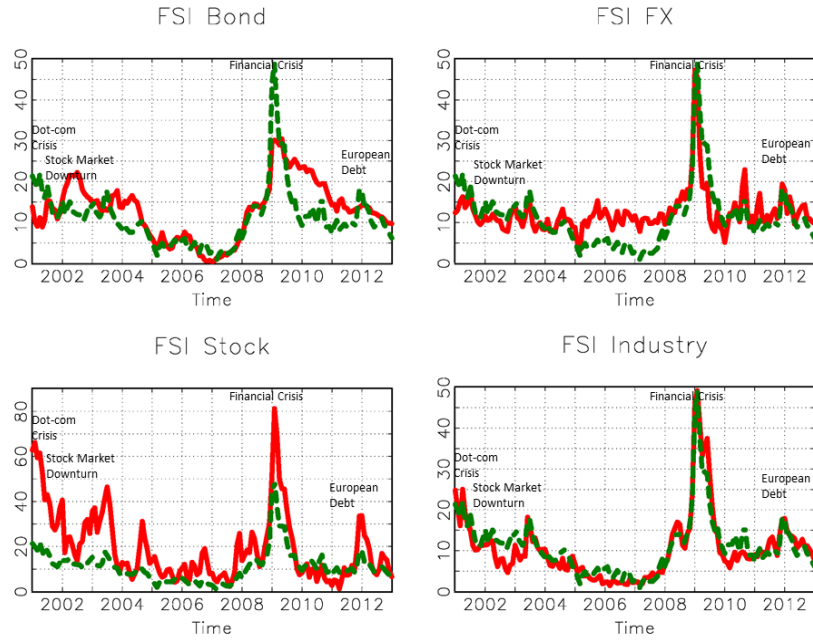 FSI Bond
50
40
30
20
10
0
Financial Crisis
Dot-com
Crisis
Stock Market
Downturn
European
Debt
2002 2004 2006 2008 2010 2012
Time
FSI FX
50
40
30
20
10
0
Financial Crisis
Dot-com
Crisis
Stock Market
Downturn
European
Debt
2002 2004 2006 2008 2010 2012
Time
FSI Stock
80
60
40
20
0
Financial Crisis
Dot-com
Crisis
Stock Market
Downturn
European
Debt
2002 2004 2006 2008 2010 2012
Time
FSI Industry
50
40
30
20
10
0
Financial Crisis
Dot-com
Crisis
Stock Market
Downturn
European
Debt
2002 2004 2006 2008 2010 2012
Time